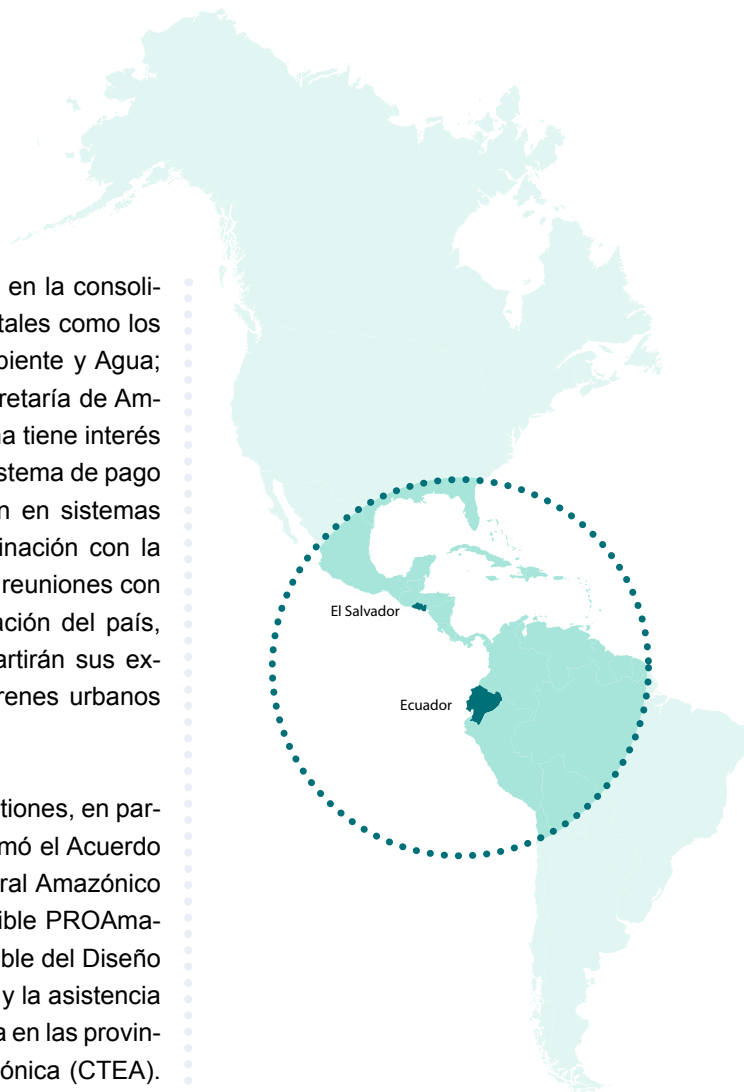 en la consoli-
tales como los
biente y Agua;
retaría de Am-
na tiene interés
istema de pago
n en sistemas
inación con la
reuniones con
ación del país,
artirán sus ex-
renes urbanos
tiones, en par-
mó el Acuerdo
ral Amazónico
ible PROAma-
ble del Diseño
y la asistencia
a en las provin-
ónica (CTEA).
El Salvador
Ecuador